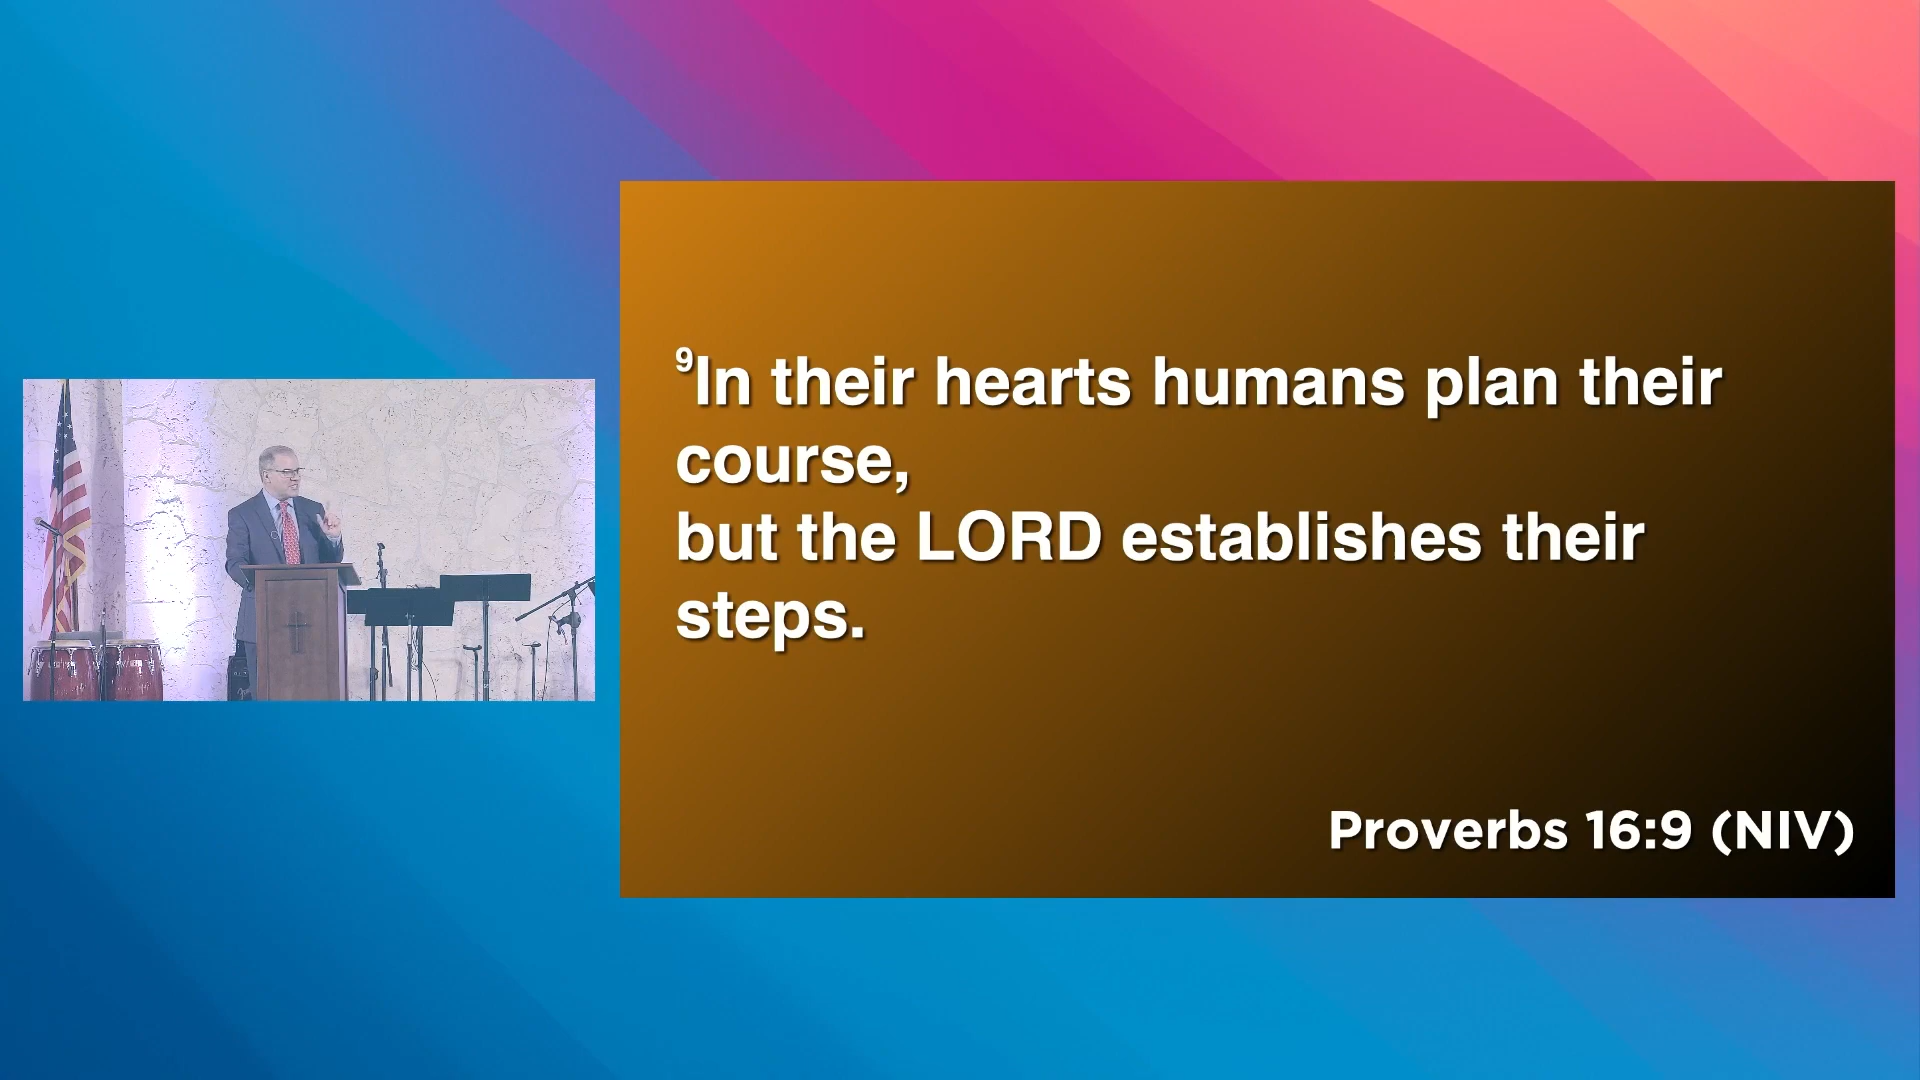 ⁹In their hearts humans plan their
course,
but the LORD establishes their
steps.
Proverbs 16:9 (NIV)